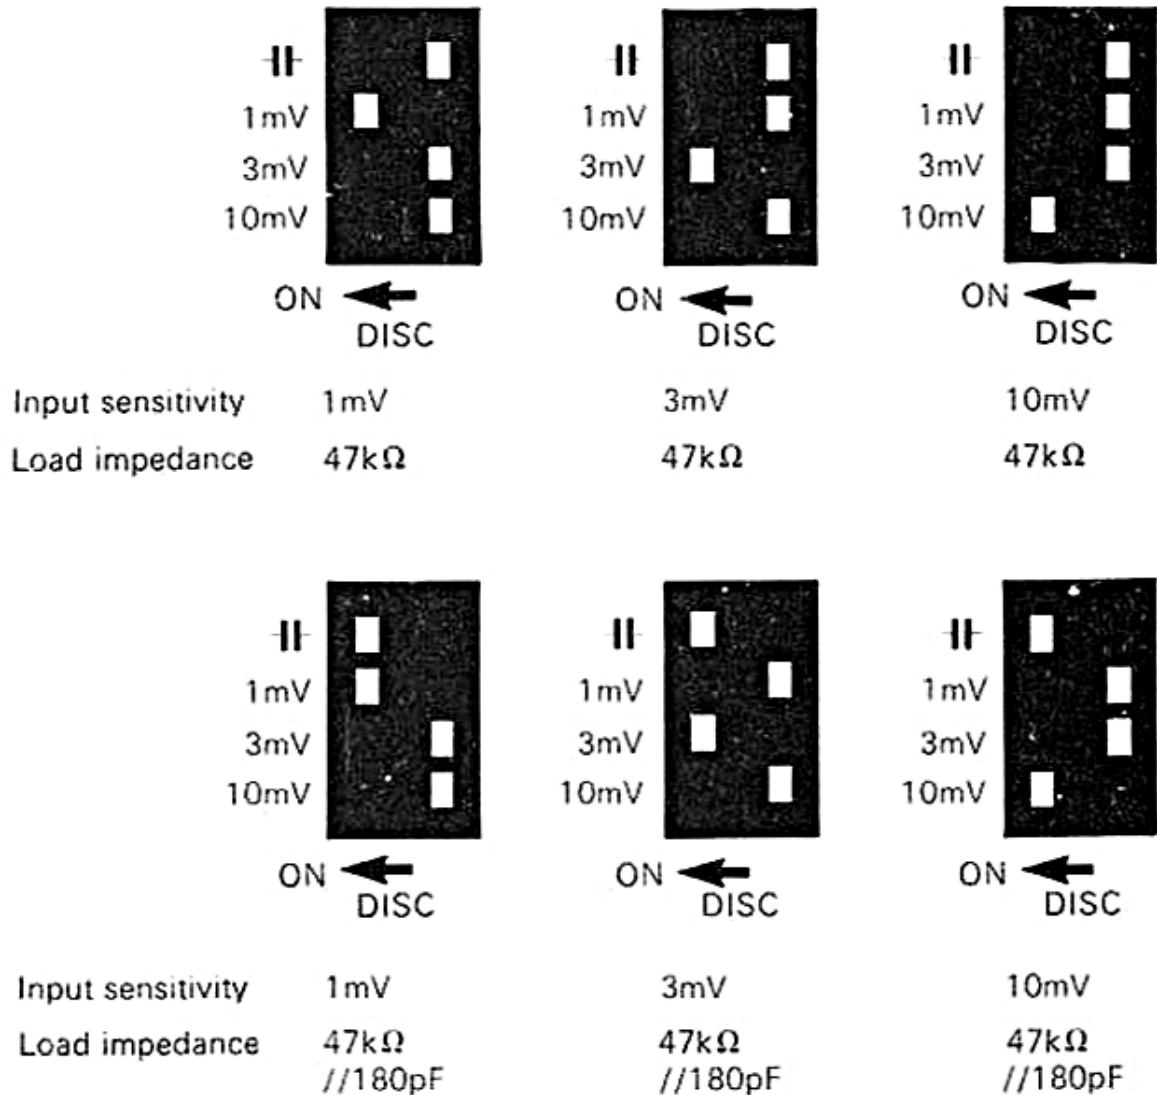 1mV 1mV 1mV
3mV 3mV 3mV
10mV 10mV 10mV
ON ON ON
DISC DISC DISC
Input sensitivity 1mV 3mV 10mV
Load impedance 47kΩ 47kΩ 47kΩ
1mV 1mV 1mV
3mV 3mV 3mV
10mV 10mV 10mV
ON ON ON
DISC DISC DISC
Input sensitivity 1mV 3mV 10mV
Load impedance 47kΩ 47kΩ 47kΩ
//180pF //180pF //180pF